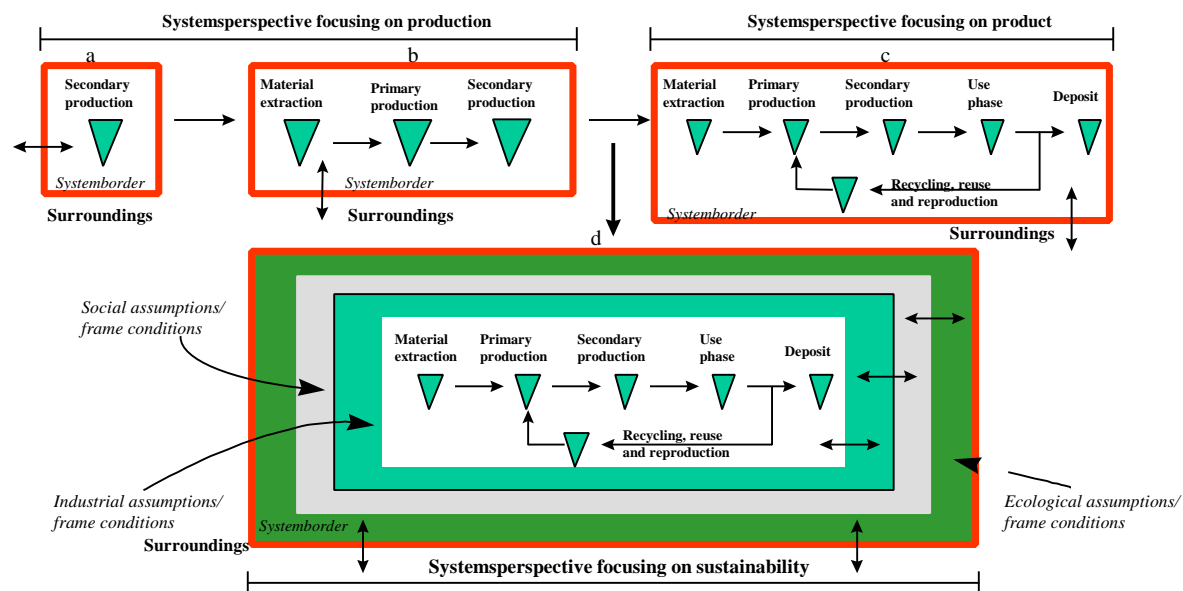 Systemsperspective focusing on production
Systemsperspective focusing on product
a
b
c
Secondary
production
Systemborder
Surroundings
Material
extraction
Primary
production
Secondary
production
Systemborder
Surroundings
Material
extraction
Primary
production
Secondary
production
Use
phase
Deposit
Recycling, reuse
and reproduction
Systemborder
Surroundings
d
Social assumptions/
frame conditions
Material
extraction
Primary
production
Secondary
production
Use
phase
Deposit
Recycling, reuse
and reproduction
Industrial assumptions/
frame conditions
Ecological assumptions/
frame conditions
Systemborder
Surroundings
Systemsperspective focusing on sustainability